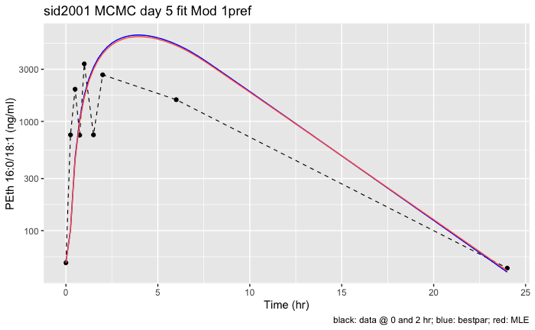 sid2001 MCMC day 5 fit Mod 1pref
PEth 16:0/18:1 (ng/ml)
3000
1000
300
100
0
5
10
15
20
25
Time (hr)
black: data @ 0 and 2 hr; blue: bestpar; red: MLE